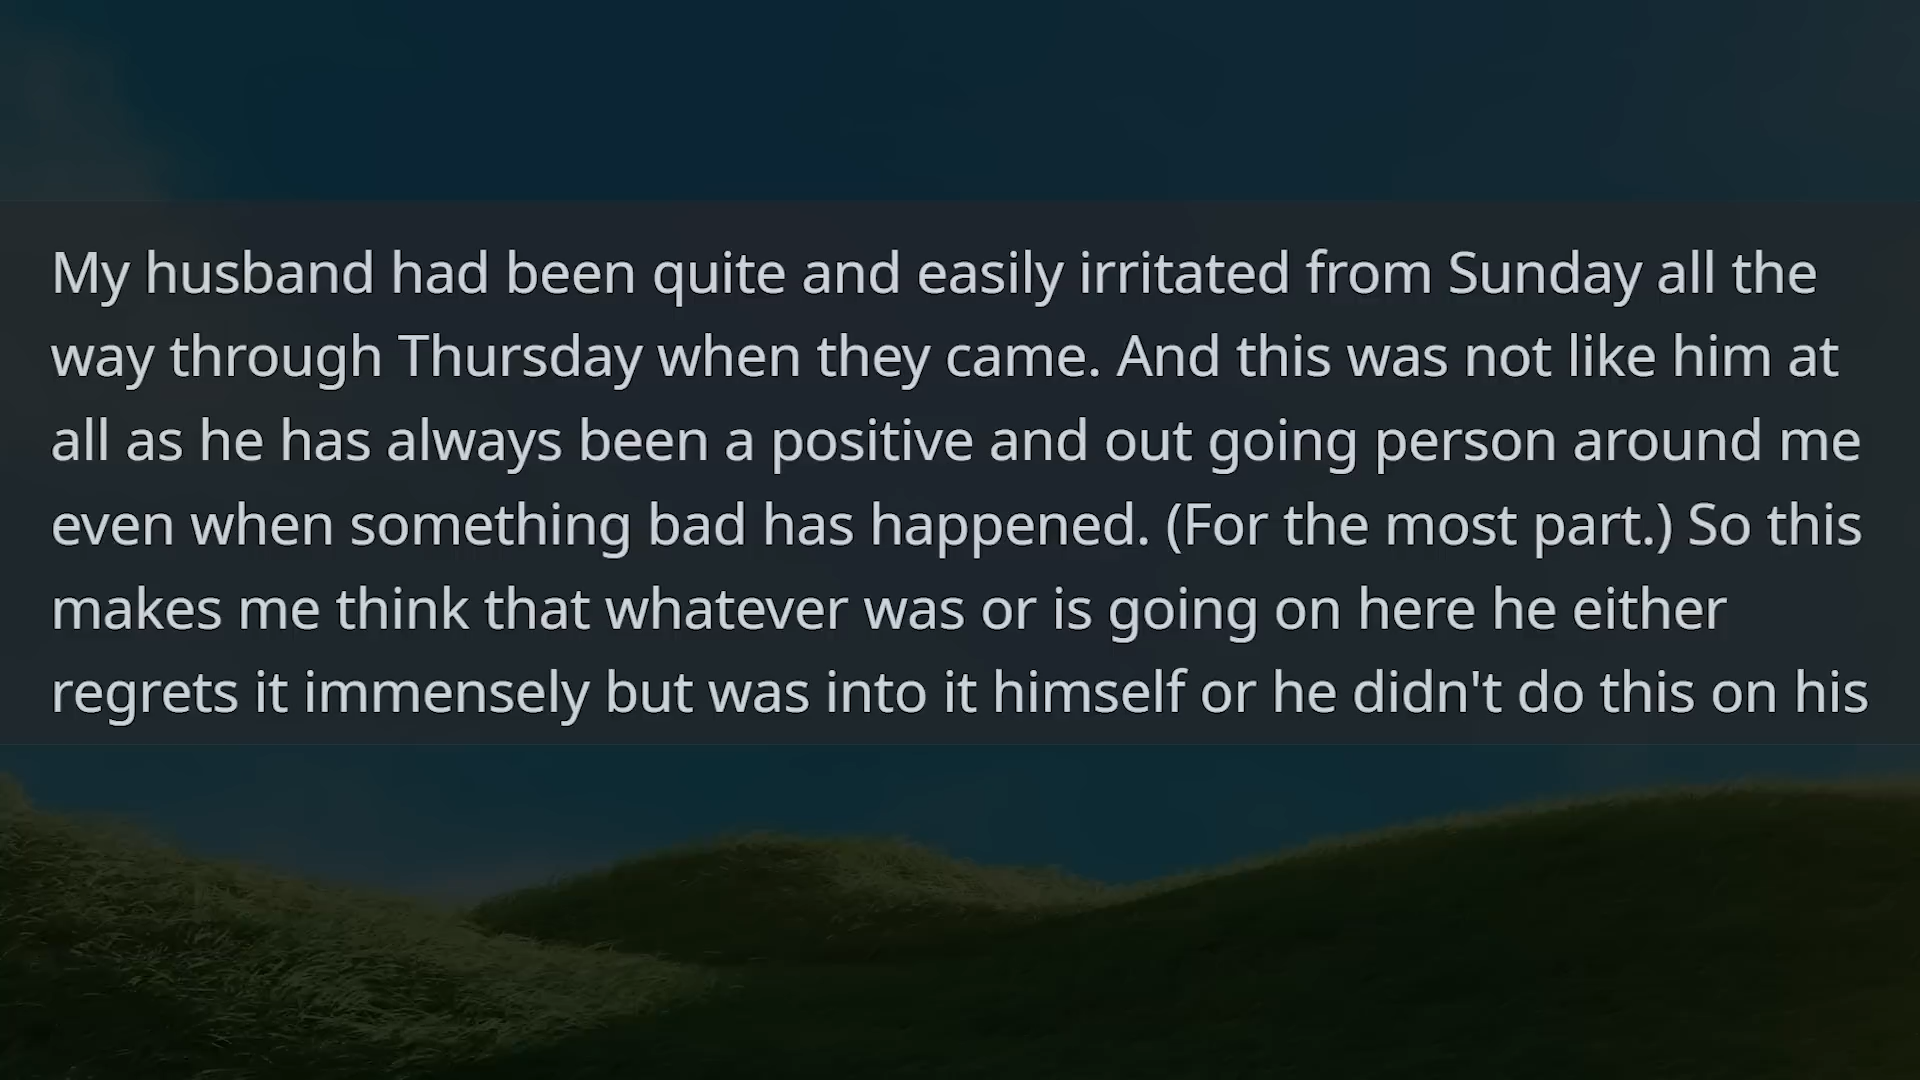 My husband had been quite and easily irritated from Sunday all the
way through Thursday when they came. And this was not like him at
all as he has always been a positive and out going person around me
even when something bad has happened. (For the most part.) So this
makes me think that whatever was or is going on here he either
regrets it immensely but was into it himself or he didn't do this on his